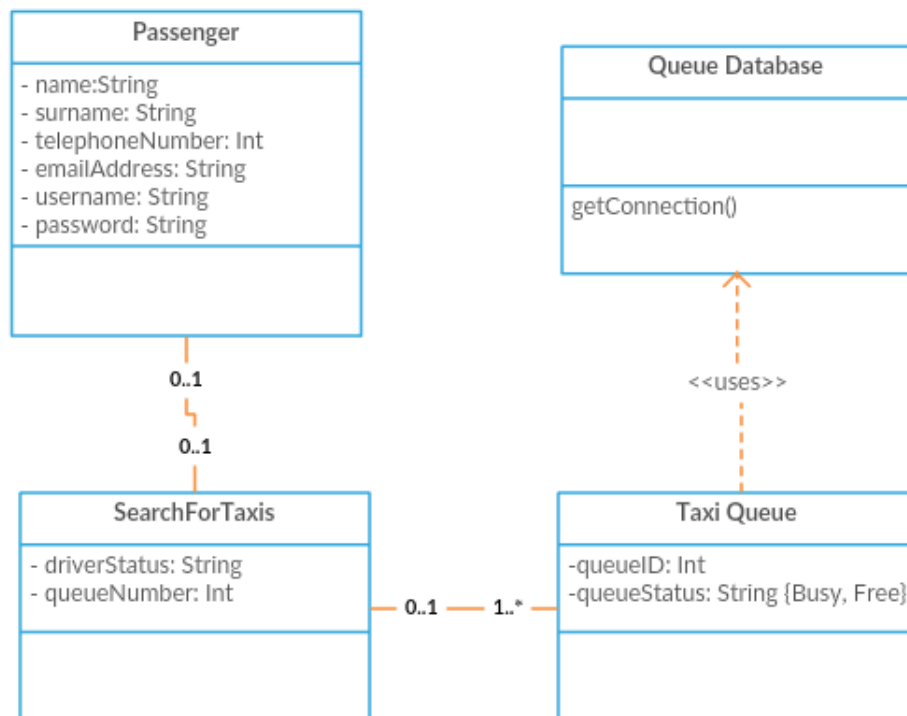 Passenger
- name:String
- surname: String
- telephoneNumber: Int
- emailAddress: String
- username: String
- password: String
Queue Database
getConnection()
0..1
0..1
<<uses>>
SearchForTaxis
- driverStatus: String
- queueNumber: Int
0..1
1..*
Taxi Queue
-queueID: Int
-queueStatus: String {Busy, Free}